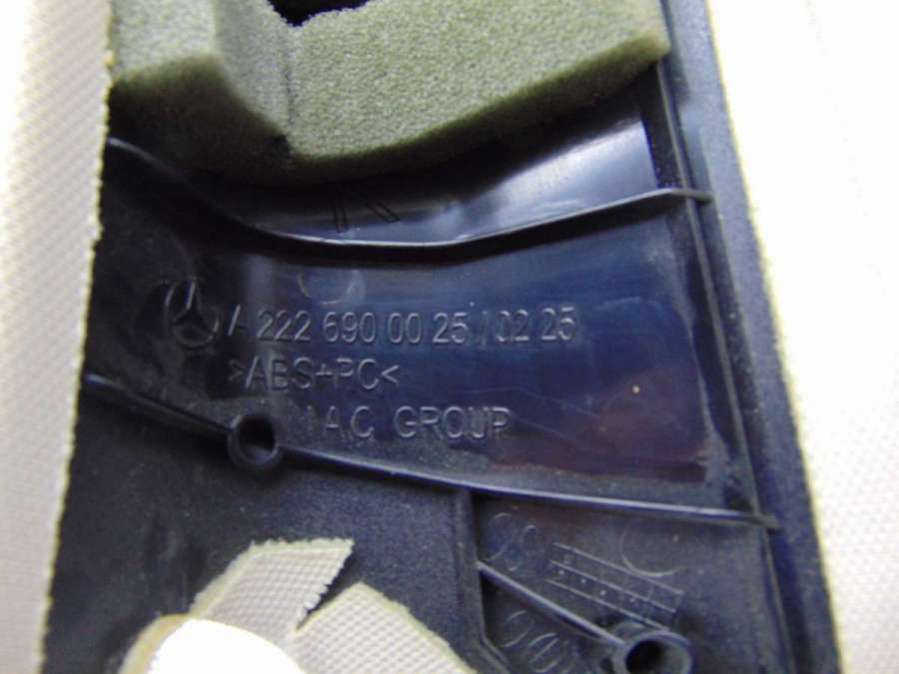 A 222 690 00 25 / 02 25
>ABS+PC<
IAC GROUP